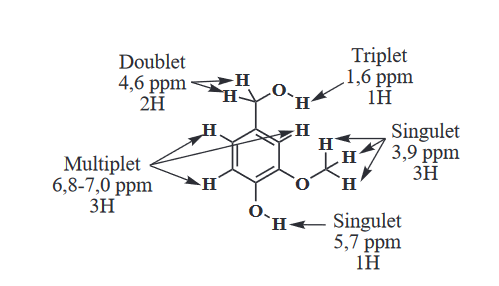 Doublet
4,6 ppm
2H
Triplet
1,6 ppm
1H
H
H
O
H
H
H
H
H
H
H
O
O
H
Singulet
3,9 ppm
3H
Multiplet
6,8-7,0 ppm
3H
Singulet
5,7 ppm
1H